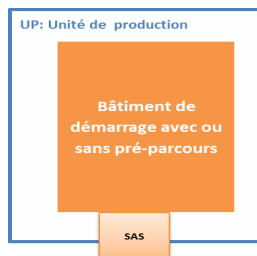 UP: Unité de production
Bâtiment de
démarrage avec ou
sans pré-parcours
SAS